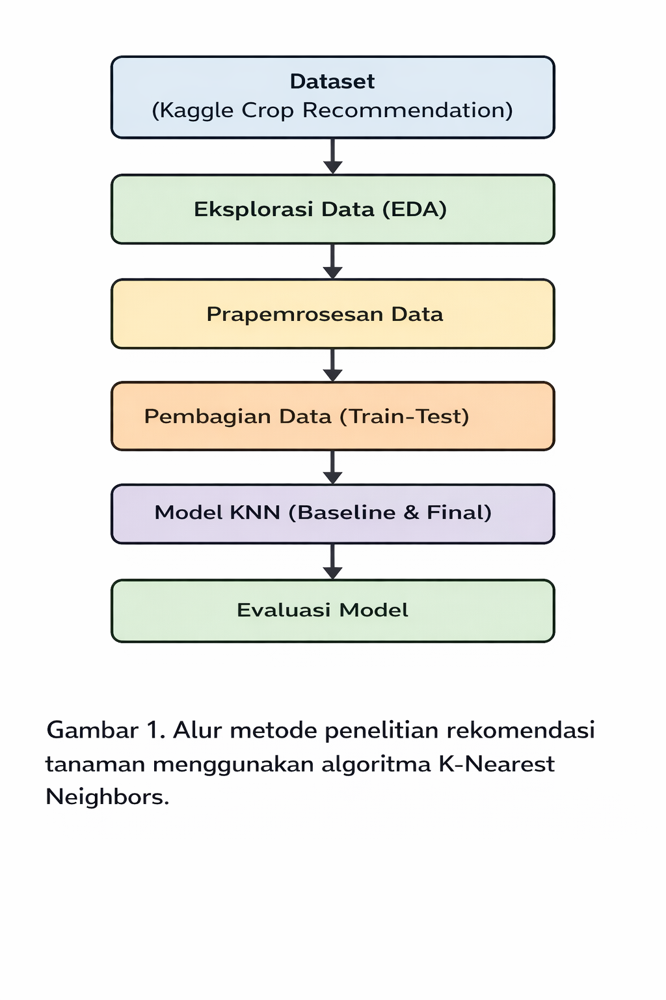 Dataset
(Kaggle Crop Recommendation)
Eksplorasi Data (EDA)
Prapemrosesan Data
Pembagian Data (Train-Test)
Model KNN (Baseline & Final)
Evaluasi Model
Gambar 1. Alur metode penelitian rekomendasi
tanaman menggunakan algoritma K-Nearest
Neighbors.